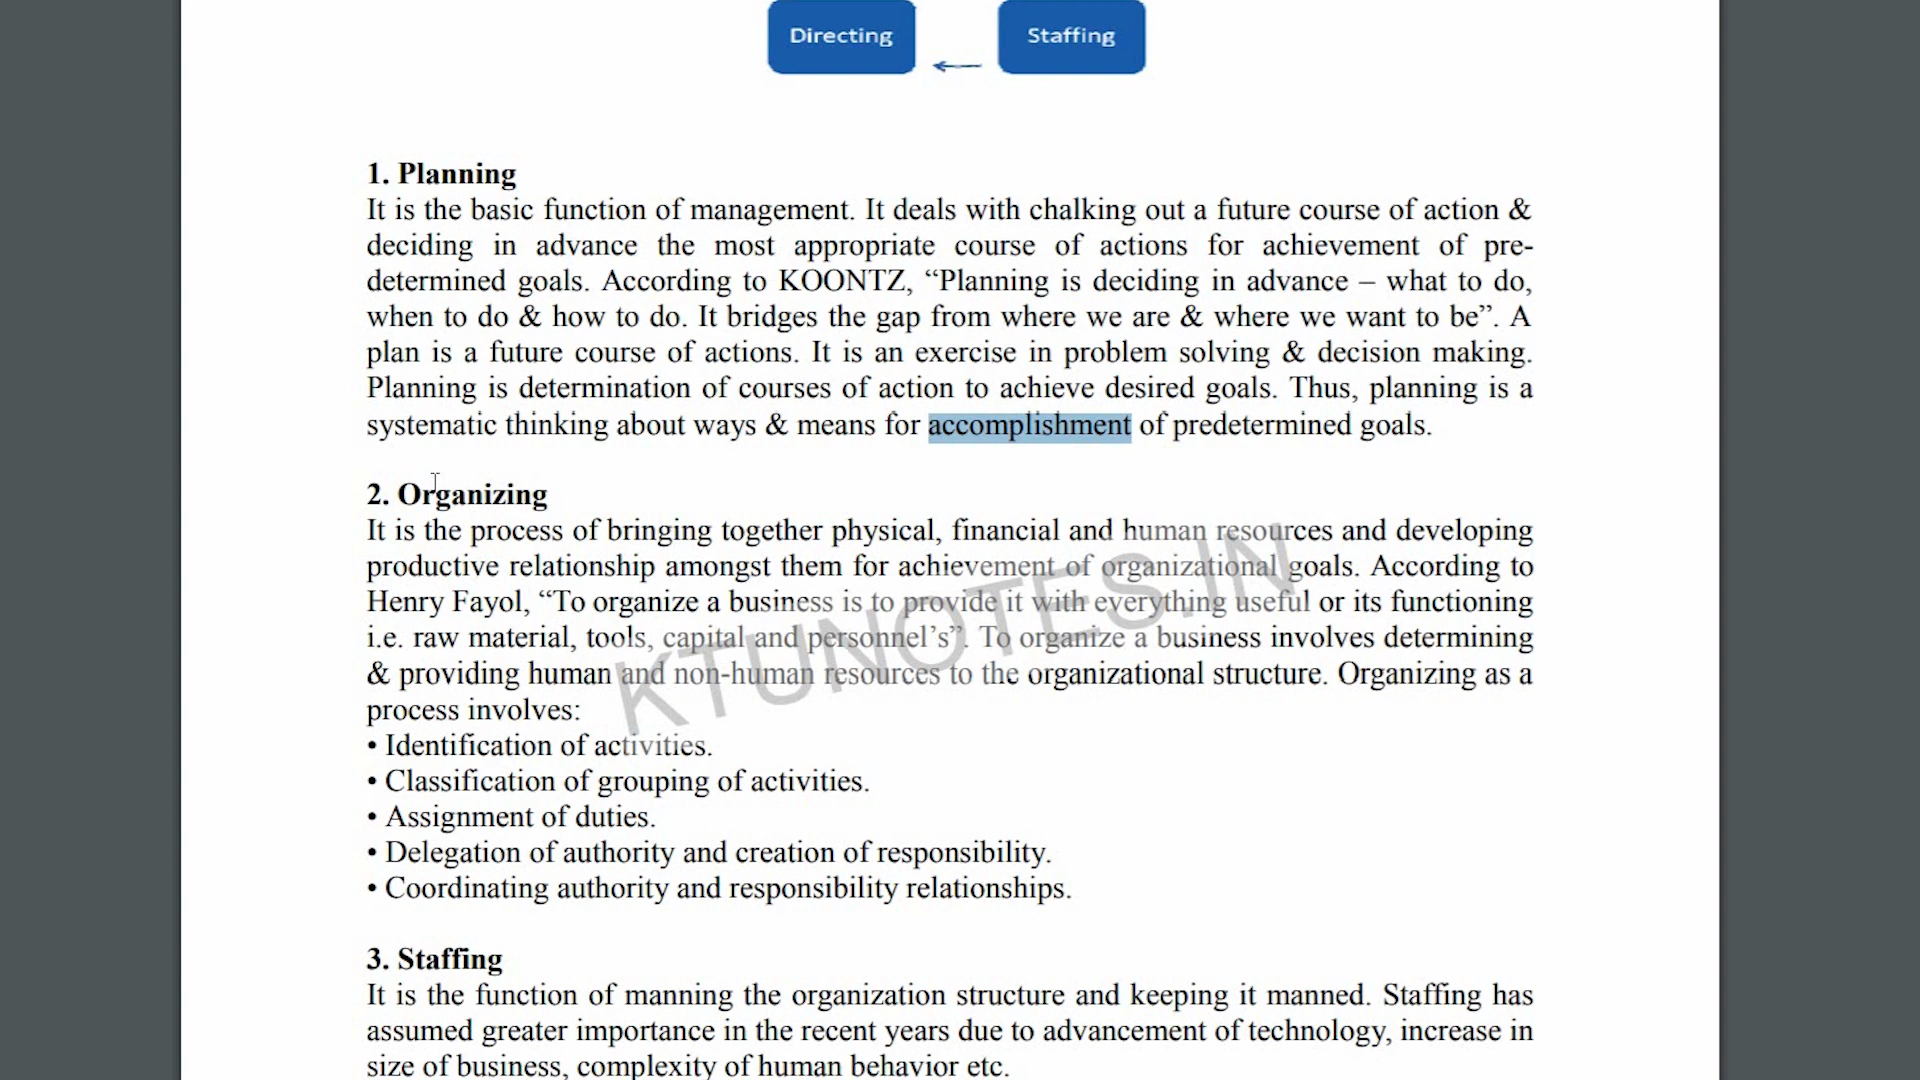 Directing Staffing
1. Planning
It is the basic function of management. It deals with chalking out a future course of action &
deciding in advance the most appropriate course of actions for achievement of pre-
determined goals. According to KOONTZ, “Planning is deciding in advance – what to do,
when to do & how to do. It bridges the gap from where we are & where we want to be”. A
plan is a future course of actions. It is an exercise in problem solving & decision making.
Planning is determination of courses of action to achieve desired goals. Thus, planning is a
systematic thinking about ways & means for accomplishment of predetermined goals.
2. Organizing
It is the process of bringing together physical, financial and human resources and developing
productive relationship amongst them for achievement of organizational goals. According to
Henry Fayol, “To organize a business is to provide it with everything useful or its functioning
i.e. raw material, tools, capital and personnel’s”. To organize a business involves determining
& providing human and non-human resources to the organizational structure. Organizing as a
process involves:
• Identification of activities.
• Classification of grouping of activities.
• Assignment of duties.
• Delegation of authority and creation of responsibility.
• Coordinating authority and responsibility relationships.
3. Staffing
It is the function of manning the organization structure and keeping it manned. Staffing has
assumed greater importance in the recent years due to advancement of technology, increase in
size of business, complexity of human behavior etc.
KTUNOTES.IN